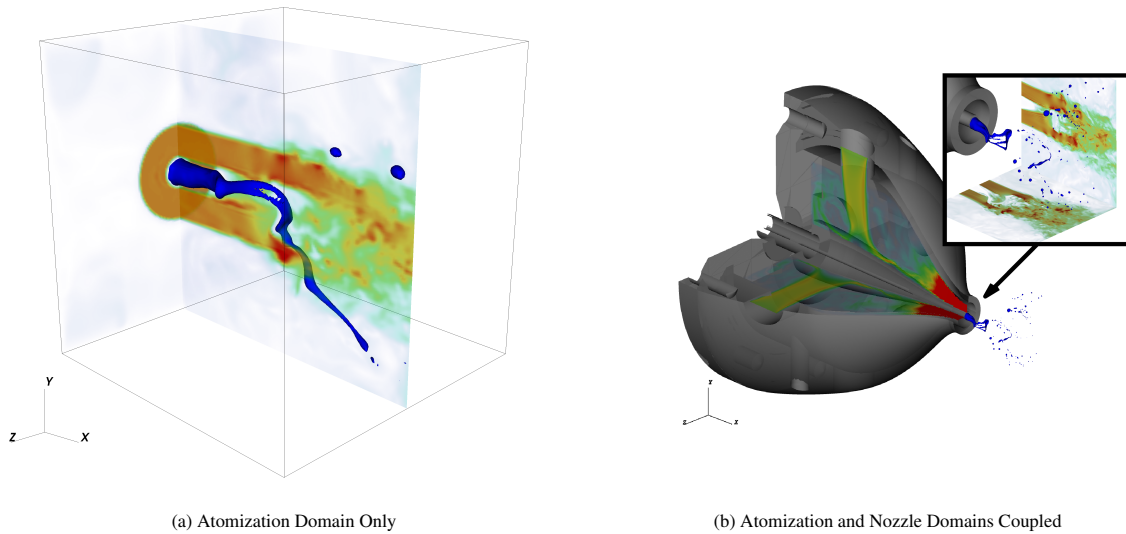 Y
Z
X
(a) Atomization Domain Only
Y
Z
X
(b) Atomization and Nozzle Domains Coupled